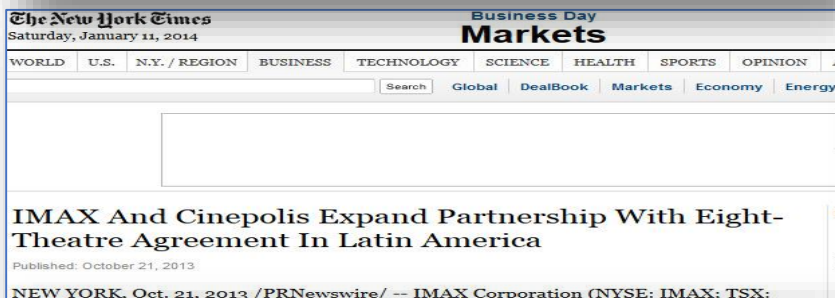 The New York Times
Saturday, January 11, 2014
Business Day
Markets
WORLD U.S. N.Y. / REGION BUSINESS TECHNOLOGY SCIENCE HEALTH SPORTS OPINION
Search Global DealBook Markets Economy Energy
IMAX And Cinepolis Expand Partnership With Eight-
Theatre Agreement In Latin America
Published: October 21, 2013
NEW YORK, Oct. 21, 2013 /PRNewswire/ -- IMAX Corporation (NYSE: IMAX; TSX: